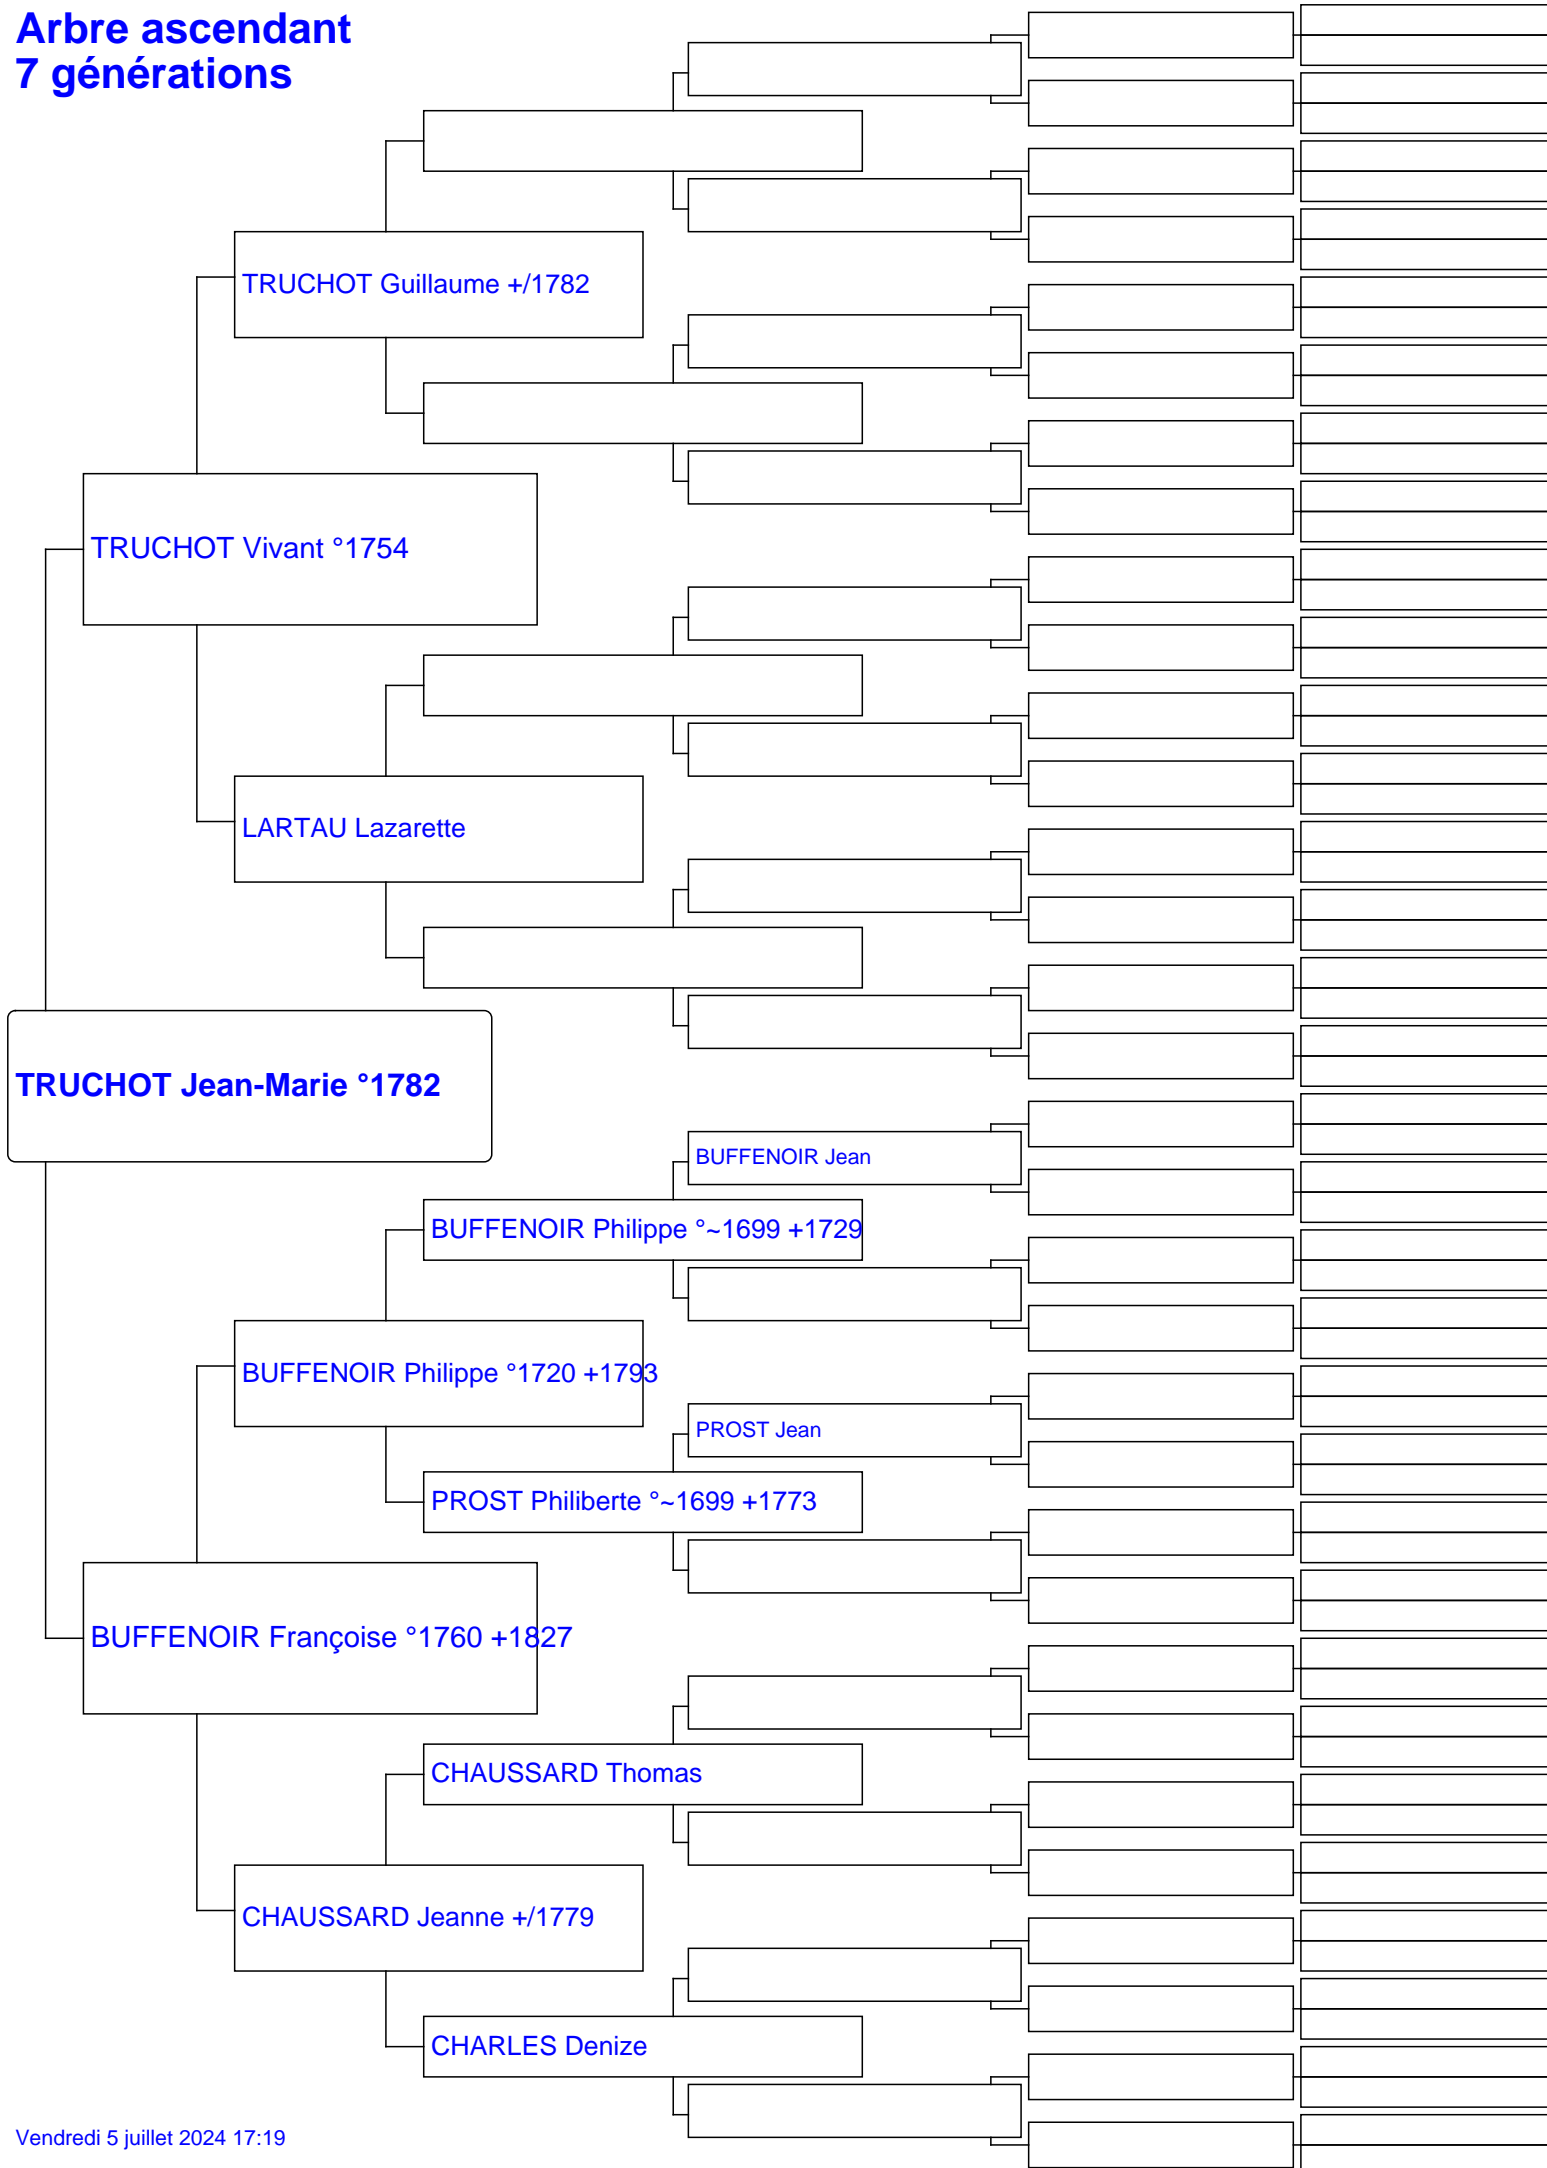 Arbre ascendant
7 générations
TRUCHOT Guillaume +/1782
TRUCHOT Vivant °1754
LARTAU Lazarette
TRUCHOT Jean-Marie °1782
BUFFENOIR Jean
BUFFENOIR Philippe °~1699 +1729
BUFFENOIR Philippe °1720 +1793
PROST Jean
PROST Philiberte °~1699 +1773
BUFFENOIR Françoise °1760 +1827
CHAUSSARD Thomas
CHAUSSARD Jeanne +/1779
CHARLES Denize
Vendredi 5 juillet 2024 17:19